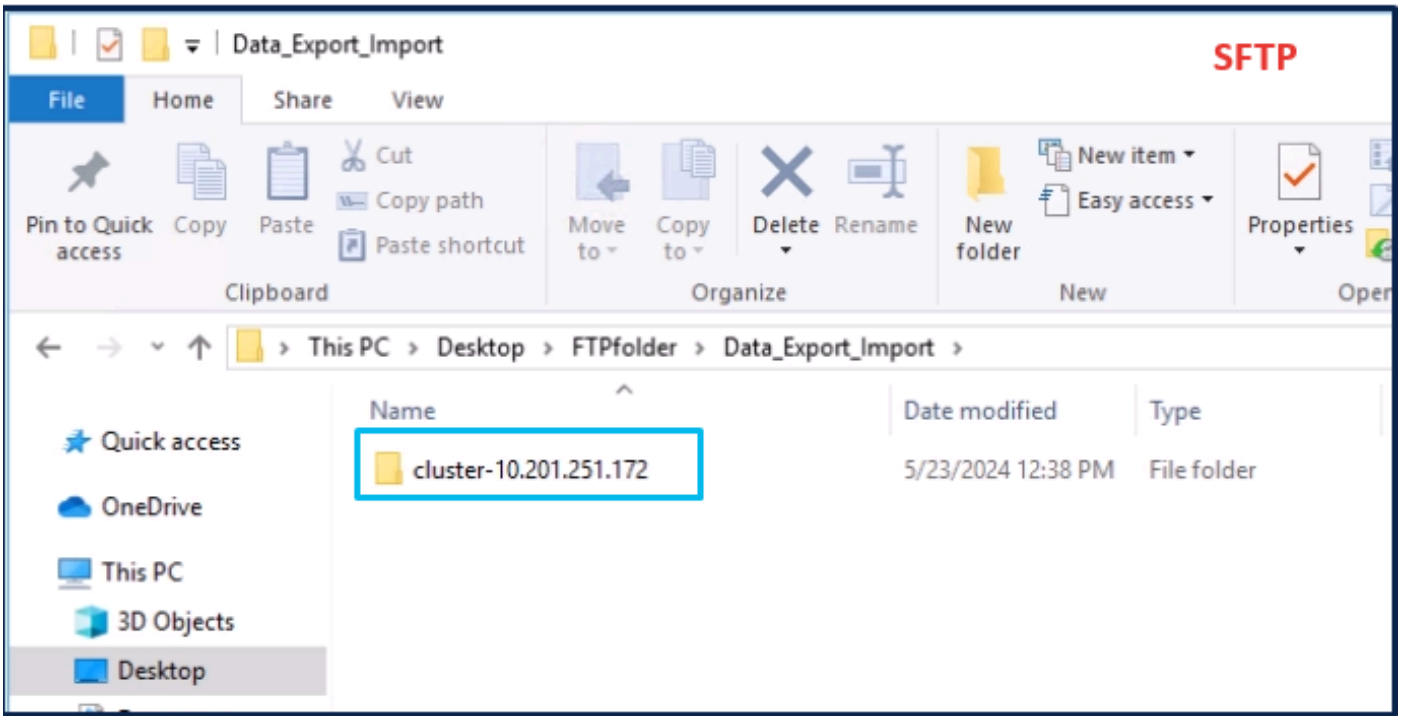 Data_Export_Import
SFTP
File Home Share View
Pin to Quick access
Copy
Paste
Cut
Copy path
Paste shortcut
Clipboard
Move to
Copy to
Delete
Rename
Organize
New folder
New item
Easy access
New
Properties
This PC > Desktop > FTPfolder > Data_Export_Import >
Name Date modified Type
Quick access
cluster-10.201.251.172 5/23/2024 12:38 PM File folder
OneDrive
This PC
3D Objects
Desktop